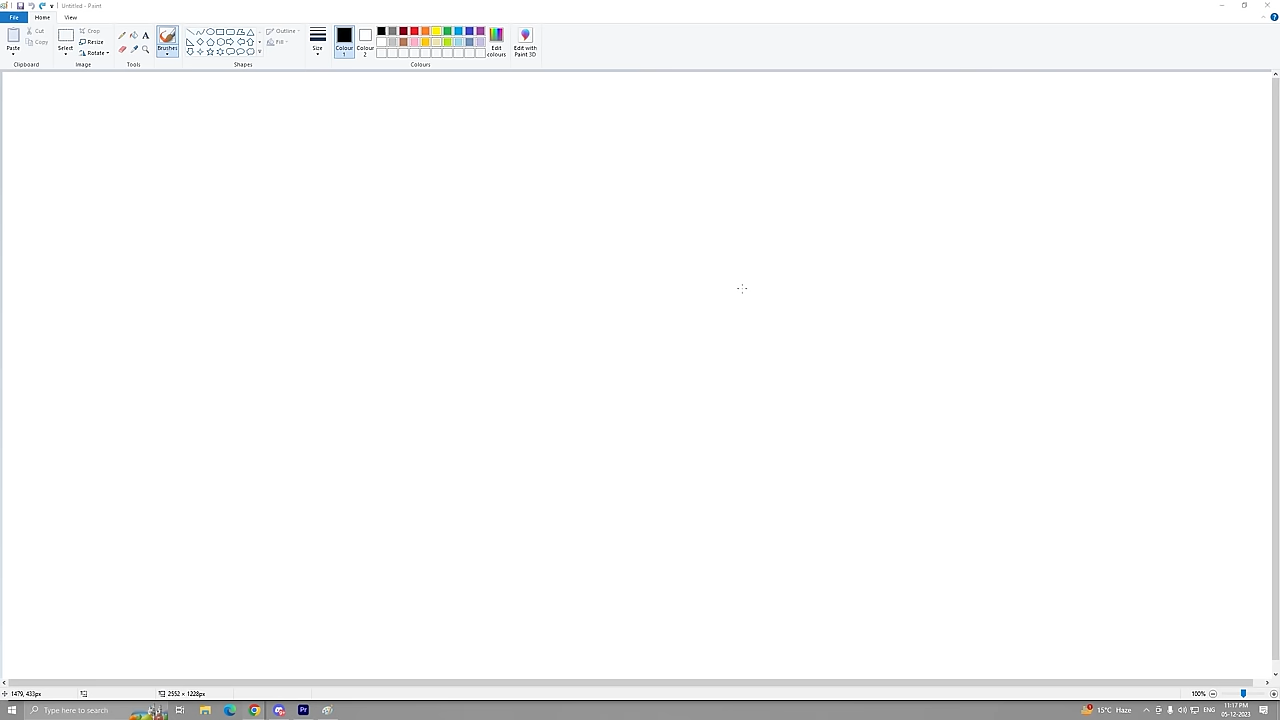 Untitled - Paint
File Home View
Paste
Cut
Copy
Clipboard
Select
Crop
Resize
Rotate
Image
Tools
Brushes
Outline
Fill
Shapes
Size
Colour 1
Colour 2
Edit colours
Edit with Paint 3D
Colours
1479, 433px
2552 × 1228px
100%
Type here to search
Pr
15°C Haze
ENG
11:17 PM
05-12-2023